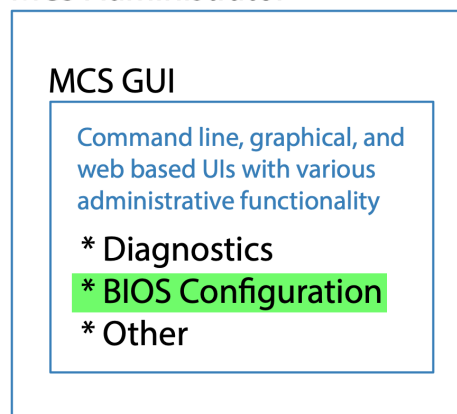 MCS GUI
Command line, graphical, and
web based UIs with various
administrative functionality
* Diagnostics
* BIOS Configuration
* Other